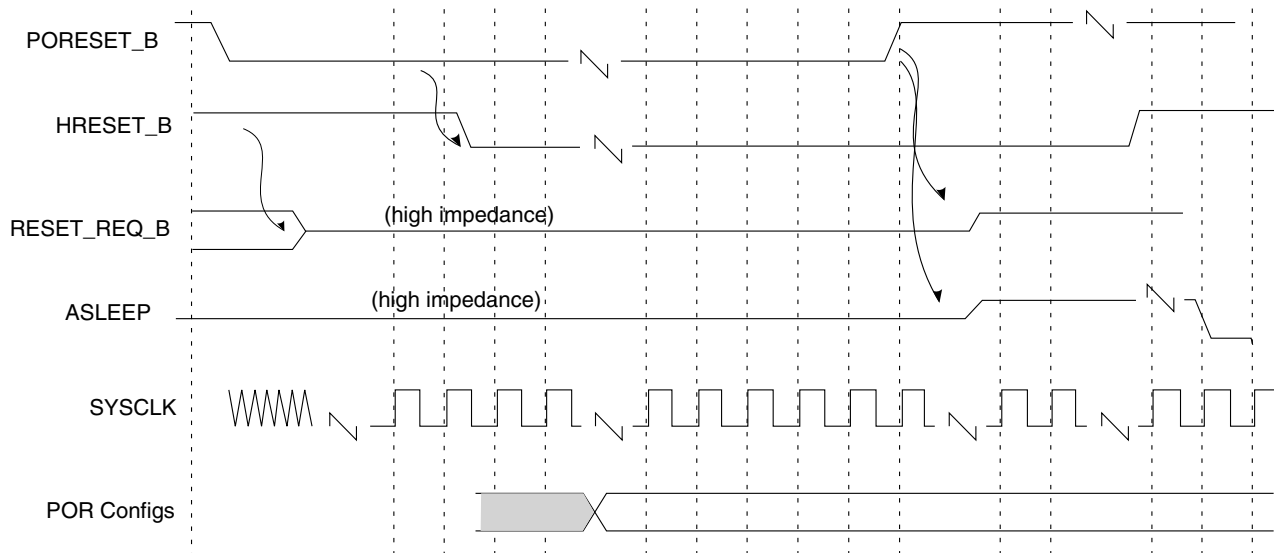 PORESET_B
HRESET_B
RESET_REQ_B
(high impedance)
ASLEEP
(high impedance)
SYSCLK
POR Configs